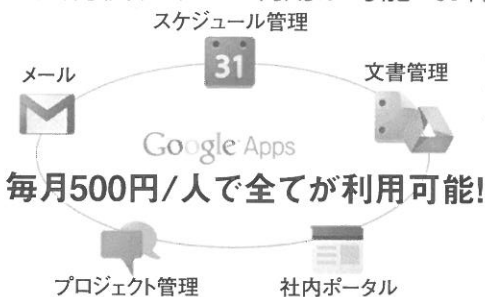 スケジュール管理
31
メール
文書管理
Google Apps
毎月500円/人で全てが利用可能!
プロジェクト管理
社内ポータル